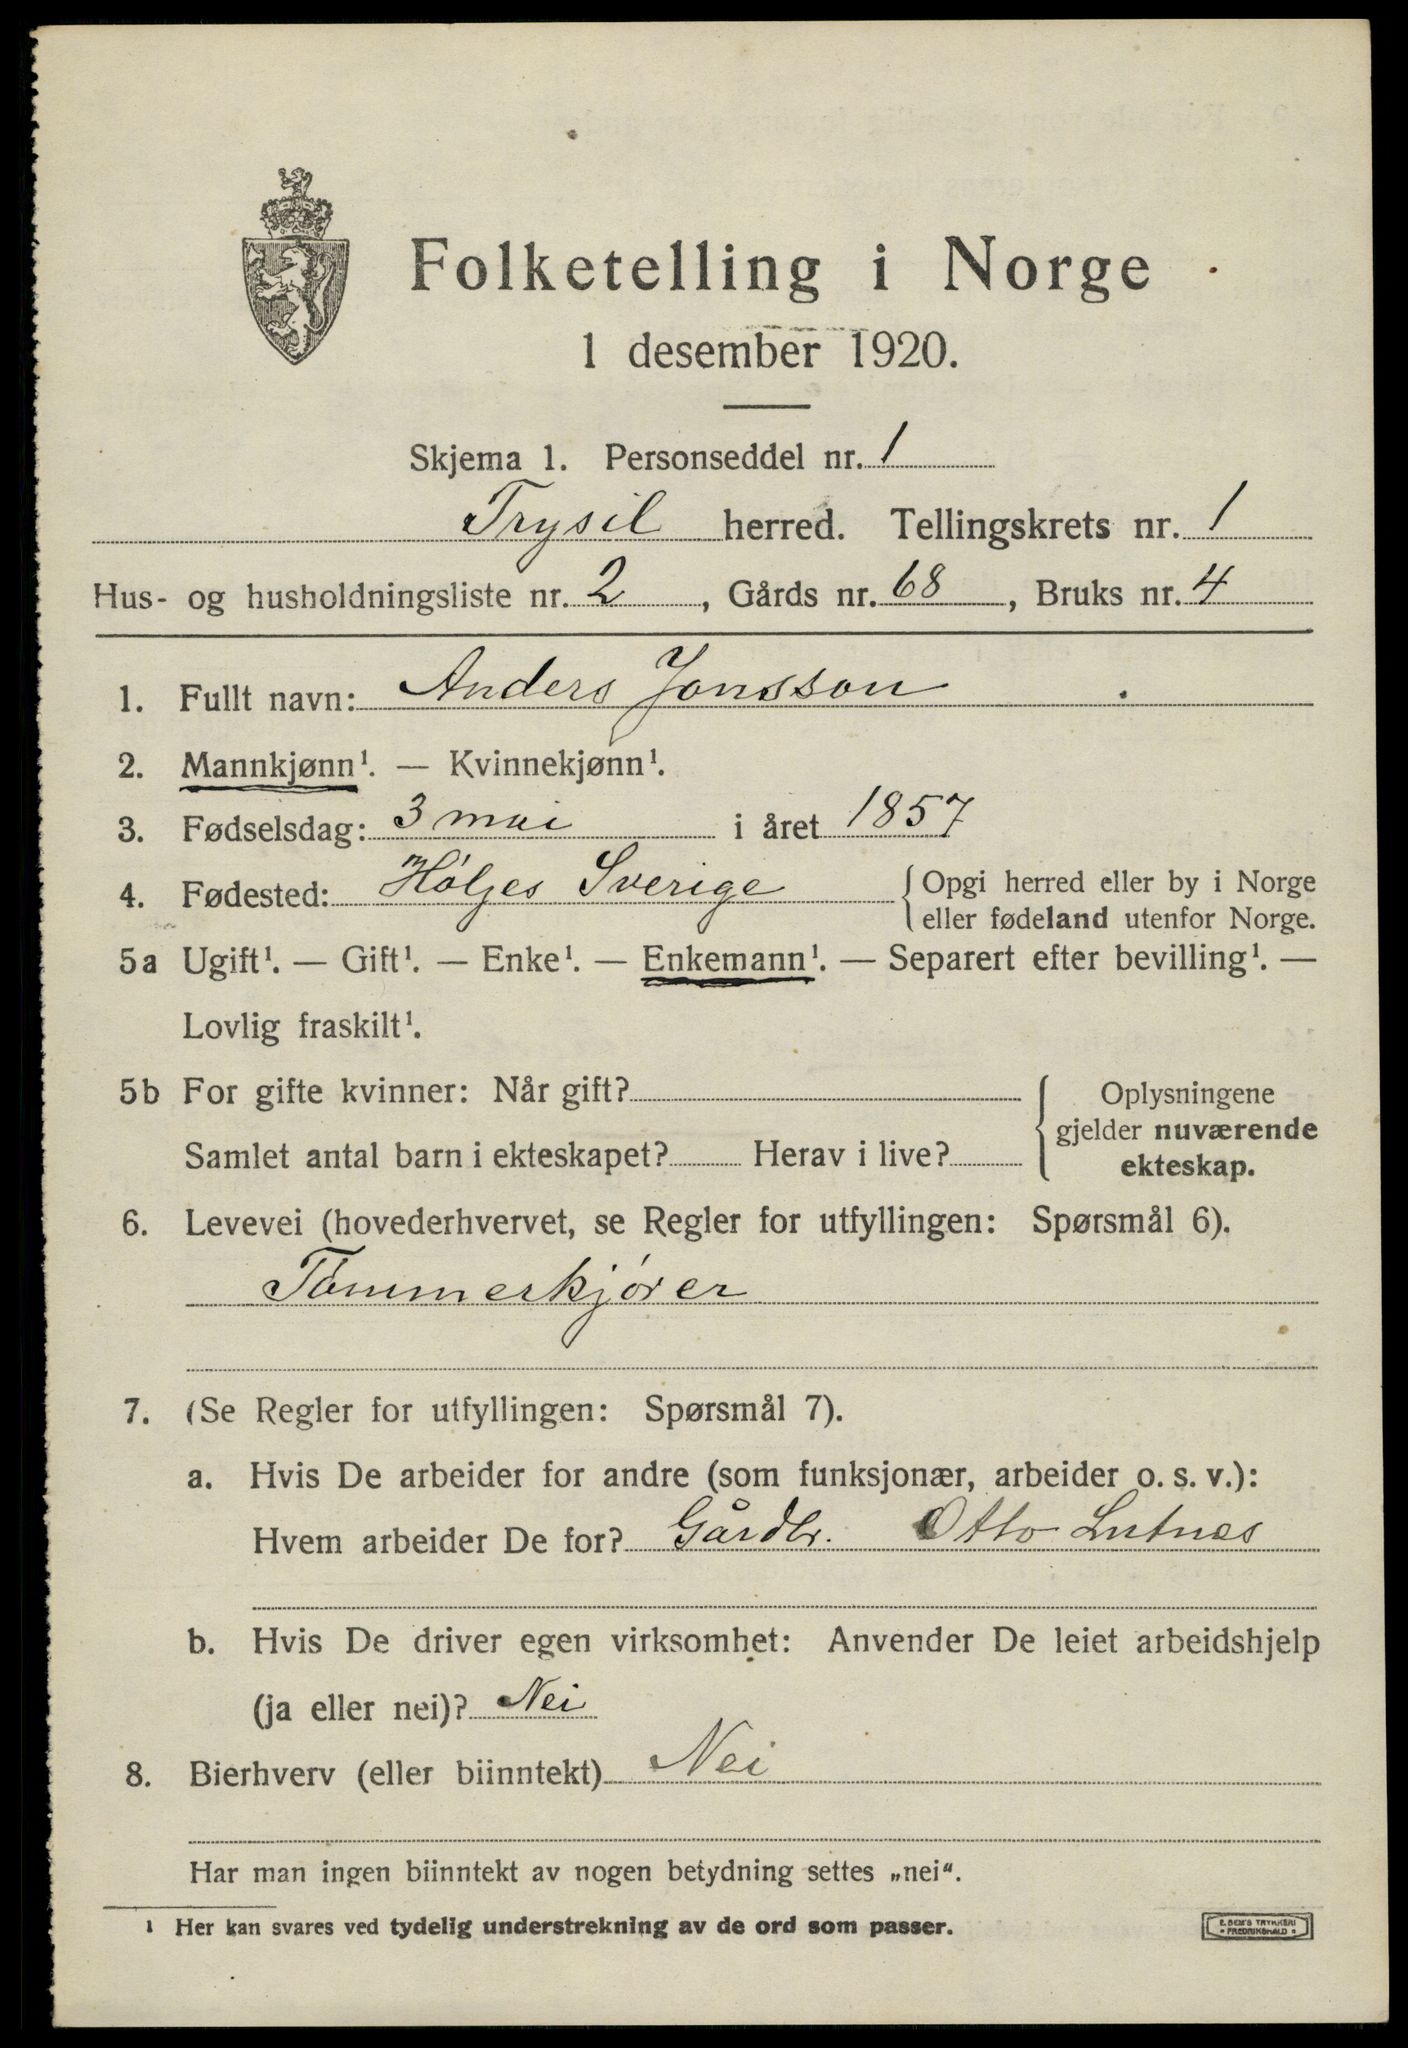 Folketelling i Norge
1 desember 1920.
Skjema 1. Personseddel nr. 1
Trysil herred. Tellingskrets nr. 1
Hus- og husholdningsliste nr. 2, Gårds nr. 68, Bruks nr. 4
1. Fullt navn: Anders Jonsson
2. Mannkjønn¹. — Kvinnekjønn¹.
3. Fødselsdag: 3 mai i året 1857
4. Fødested: Höljes Sverige {Opgi herred eller by i Norge
eller fødeland utenfor Norge.
5a Ugift¹. — Gift¹. — Enke¹. — Enkemann¹. — Separert efter bevilling¹. —
Lovlig fraskilt¹.
5b For gifte kvinner: Når gift? { Oplysningene
gjelder nuværende
Samlet antal barn i ekteskapet? Herav i live?
ekteskap.
6. Levevei (hovederhvervet, se Regler for utfyllingen: Spørsmål 6).
Tømmerkjører
7. (Se Regler for utfyllingen: Spørsmål 7).
a. Hvis De arbeider for andre (som funksjonær, arbeider o. s. v.):
Hvem arbeider De for? Gårdbr. Otto Lutnes
b. Hvis De driver egen virksomhet: Anvender De leiet arbeidshjelp
(ja eller nei)? Nei
8. Bierhverv (eller biinntekt) Nei
Har man ingen biinntekt av nogen betydning settes „nei“.
1 Her kan svares ved tydelig understrekning av de ord som passer.
E. SEM'S TRYKKERI
FREDRIKSHALD